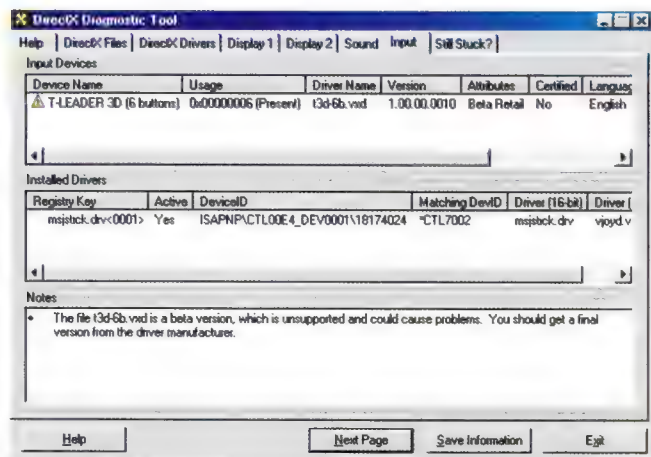 DirectX Diagnostic Tool
Help DirectX Files DirectX Drivers Display 1 Display 2 Sound Input Still Stuck?
Input Devices
Device Name Usage Driver Name Version Attributes Certified Languag
T-LEADER 3D (6 buttons) 0x00000006 (Present) t3d-6b.vxd 1.00.00.0010 Beta Retail No English
Installed Drivers
Registry Key Active DeviceID Matching DevID Driver (16-bit) Driver (
msjstick.drv<0001> Yes ISAPNP\CTL00E4_DEV0001\18174024 *CTL7002 msjstick.drv vjoyd.v
Notes
• The file t3d-6b.vxd is a beta version, which is unsupported and could cause problems. You should get a final
version from the driver manufacturer.
Help Next Page Save Information Exit